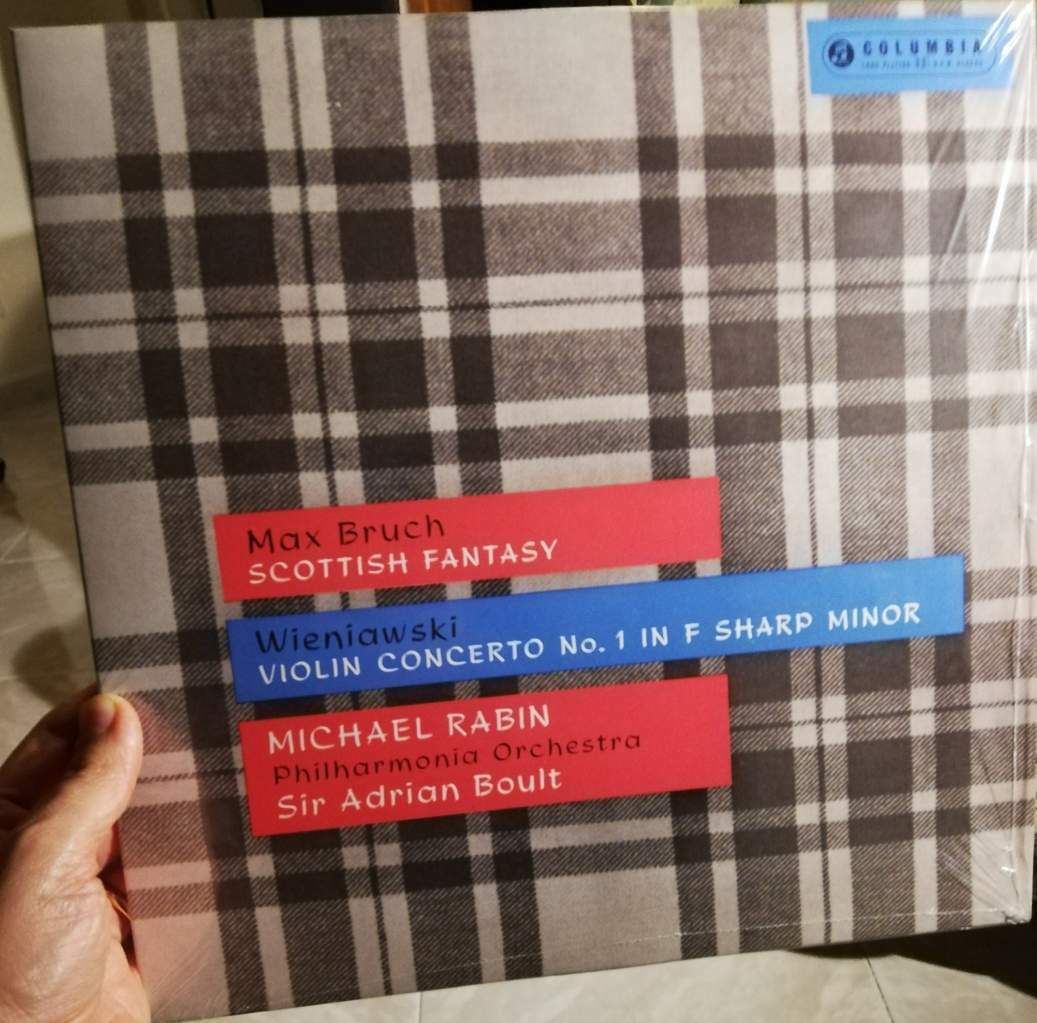 COLUMBIA
Max Bruch
SCOTTISH FANTASY
Wieniawski
VIOLIN CONCERTO No. 1 IN F SHARP MINOR
MICHAEL RABIN
Philharmonia Orchestra
Sir Adrian Boult